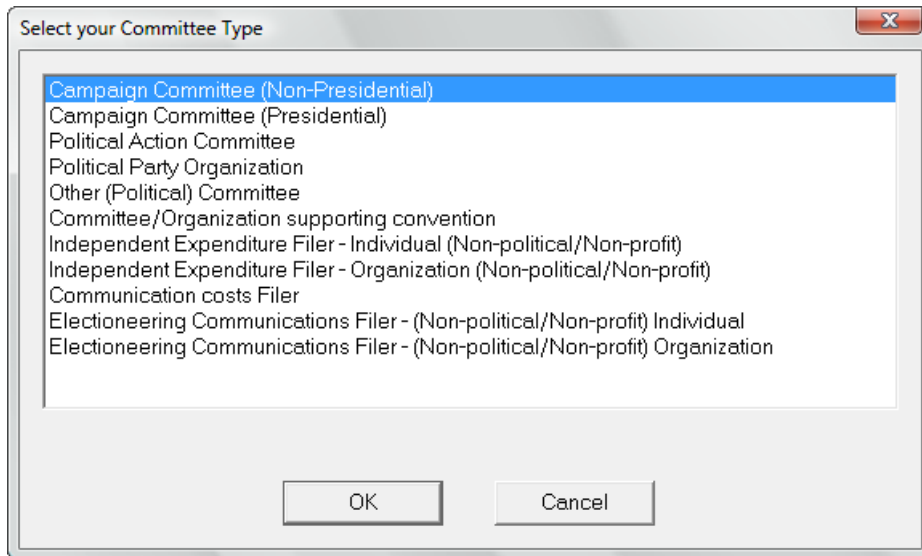 Select your Committee Type
Campaign Committee (Non-Presidential)
Campaign Committee (Presidential)
Political Action Committee
Political Party Organization
Other (Political) Committee
Committee/Organization supporting convention
Independent Expenditure Filer - Individual (Non-political/Non-profit)
Independent Expenditure Filer - Organization (Non-political/Non-profit)
Communication costs Filer
Electioneering Communications Filer - (Non-political/Non-profit) Individual
Electioneering Communications Filer - (Non-political/Non-profit) Organization
OK Cancel